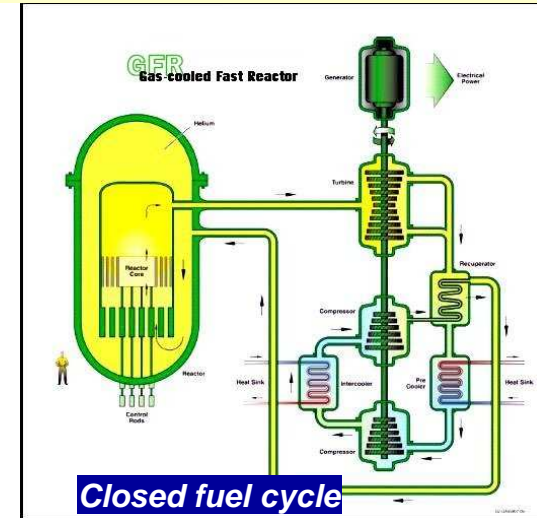 GFR
Gas-cooled Fast Reactor
Generator
Electrical
Power
Helium
Turbine
Recuperator
Reactor
Core
Compressor
Heat Sink
Intercooler
Pre
Cooler
Heat Sink
Reactor
Control
Rods
Compressor
Closed fuel cycle